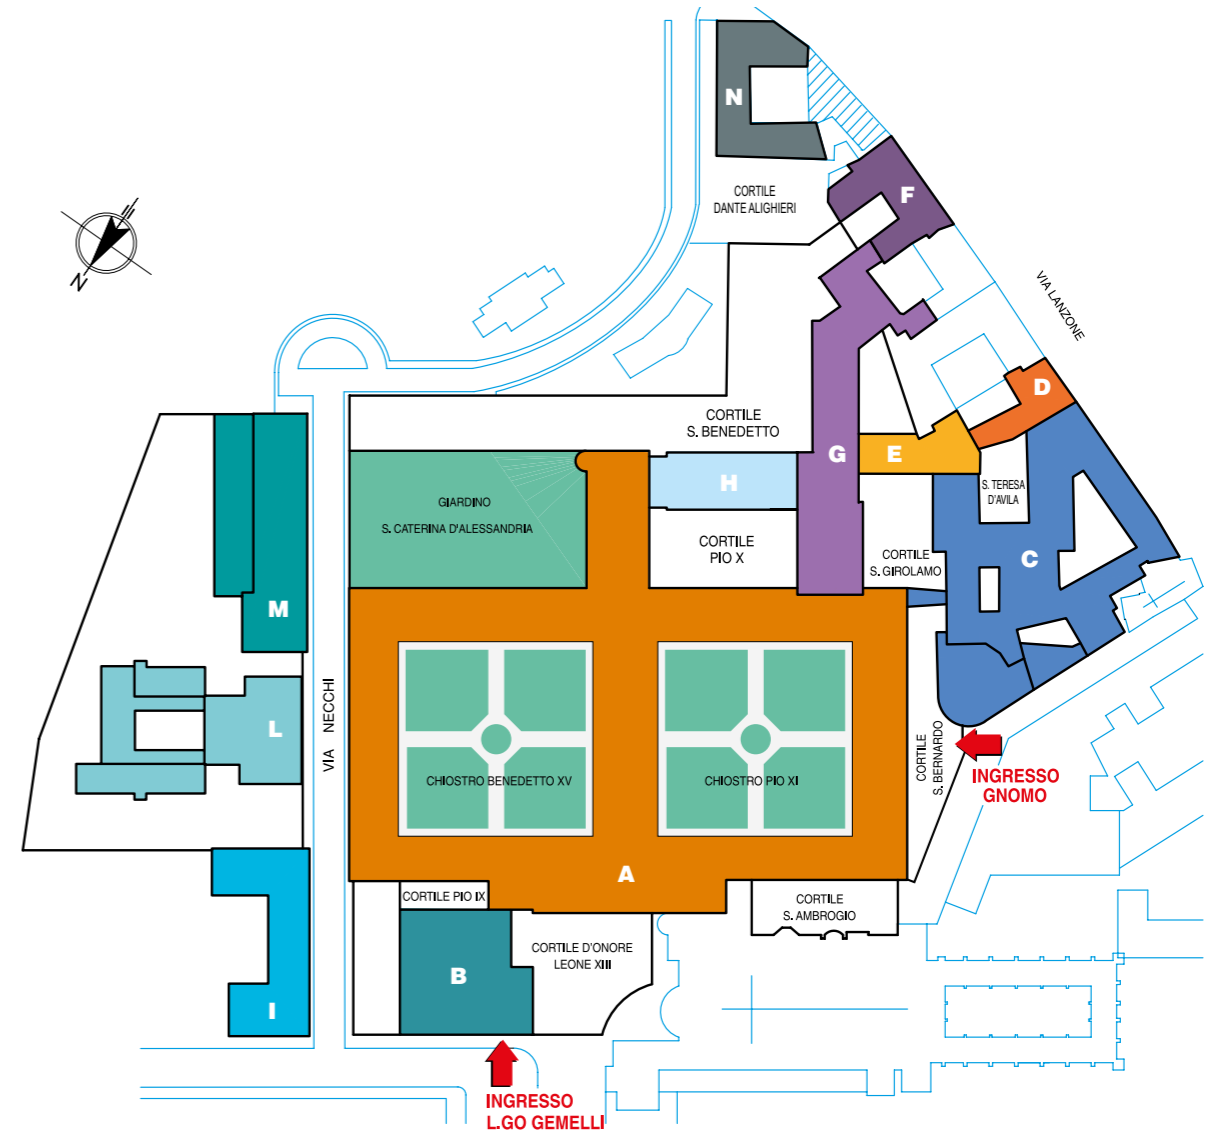 N
CORTILE
DANTE ALIGHIERI
F
N
VIA LANZONE
D
CORTILE
S. BENEDETTO
G
E
H
GIARDINO
S. CATERINA D'ALESSANDRIA
S. TERESA
D'AVILA
CORTILE
PIO X
CORTILE
S. GIROLAMO
C
M
L
VIA NECCHI
CHIOSTRO BENEDETTO XV
CHIOSTRO PIO XI
CORTILE
S. BERNARDO
INGRESSO
GNOMO
A
CORTILE PIO IX
CORTILE
S. AMBROGIO
CORTILE D'ONORE
LEONE XIII
B
I
INGRESSO
L.GO GEMELLI